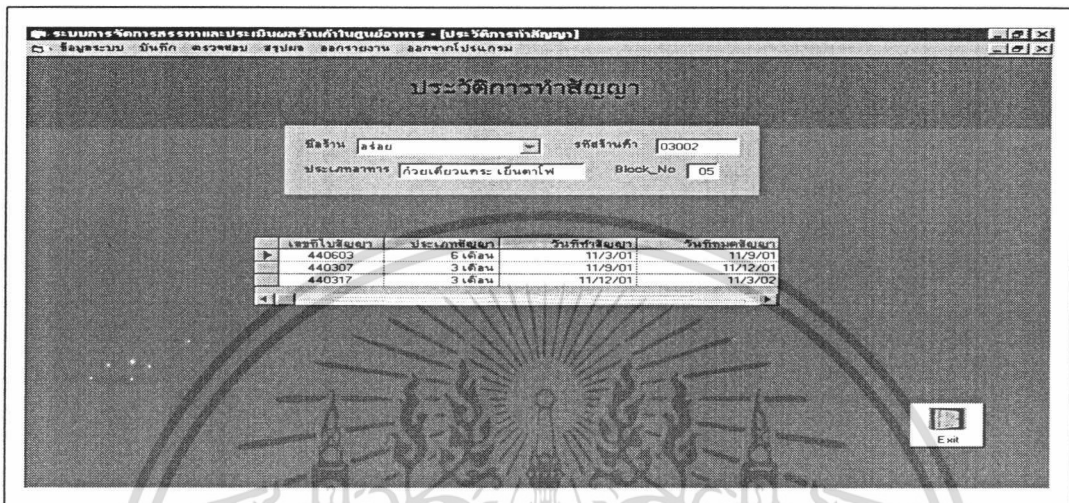 ระบบการจัดการสรรหาและประเมินผลร้านค้าในศูนย์อาหาร - [ประวัติการทำสัญญา]
ข้อมูลระบบ บันทึก ตรวจสอบ สรุปผล ออกรายงาน ออกจากโปรแกรม
ประวัติการทำสัญญา
ชื่อร้าน อร่อย รหัสร้านค้า 03002
ประเภทอาหาร ก๋วยเตี๋ยวแคระ เย็นตาโฟ Block_No 05
เลขที่ใบสัญญา ประเภทสัญญา วันที่ทำสัญญา วันที่หมดสัญญา
440603 6 เดือน 11/3/01 11/9/01
440307 3 เดือน 11/9/01 11/12/01
440317 3 เดือน 11/12/01 11/3/02
Exit